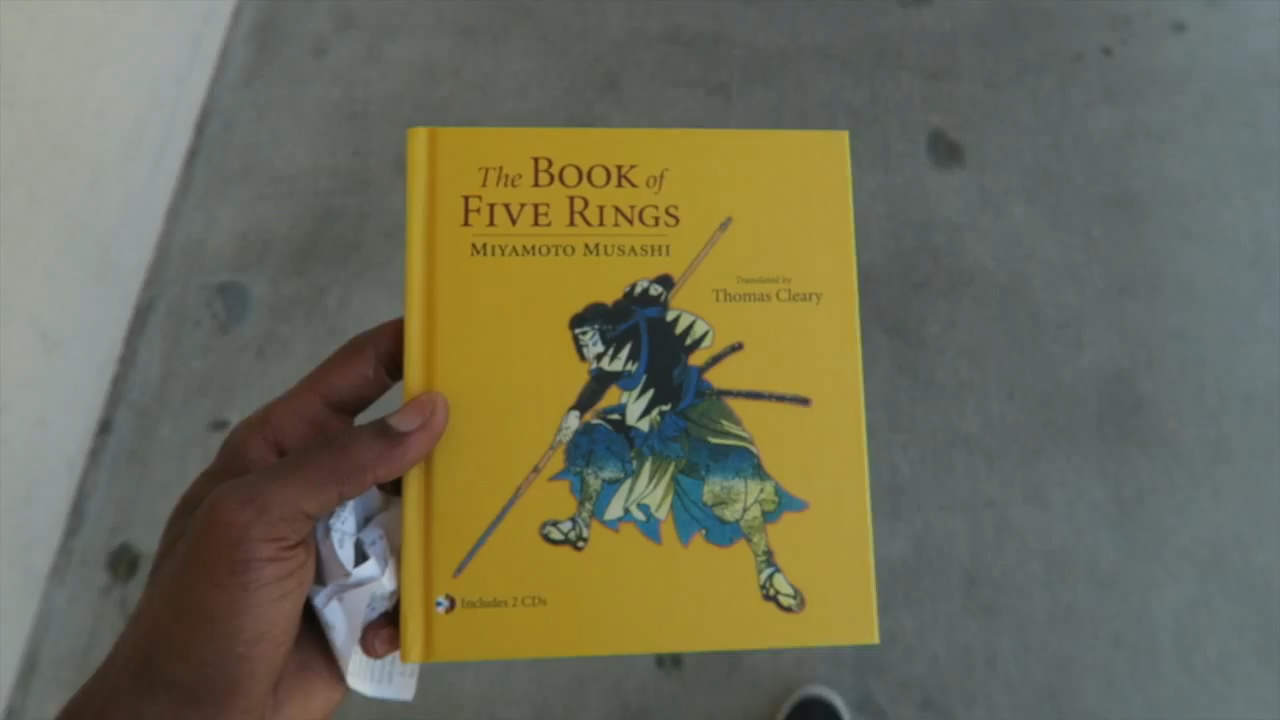 The BOOK of
FIVE RINGS
MIYAMOTO MUSASHI
Translated by
Thomas Cleary
Includes 2 CDs